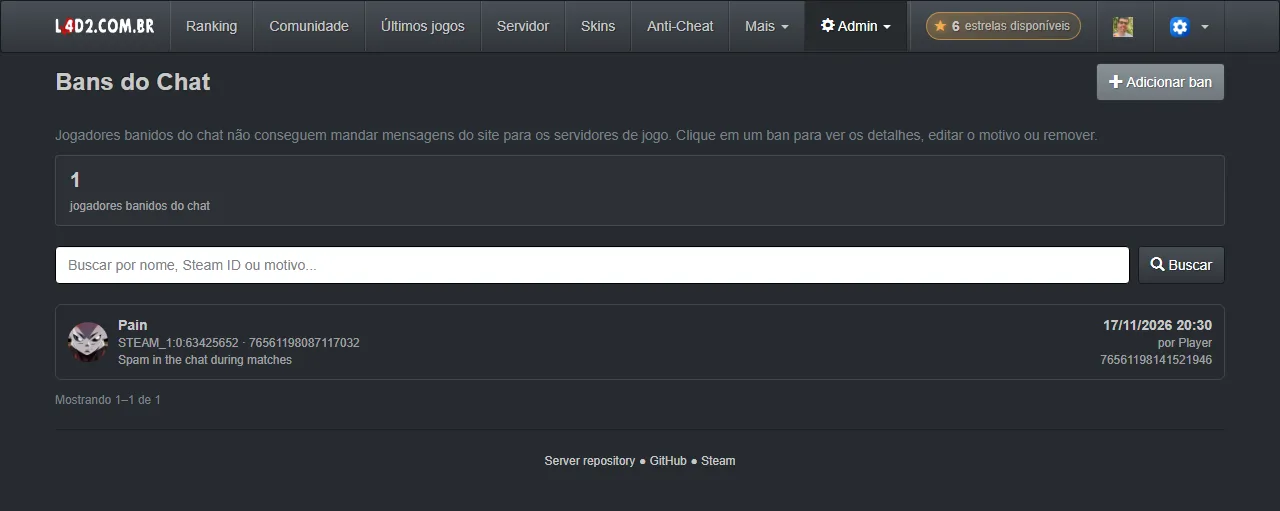 L4D2.COM.BR Ranking Comunidade Últimos jogos Servidor Skins Anti-Cheat Mais Admin ★ 6 estrelas disponíveis
Bans do Chat
Adicionar ban
Jogadores banidos do chat não conseguem mandar mensagens do site para os servidores de jogo. Clique em um ban para ver os detalhes, editar o motivo ou remover.
1
jogadores banidos do chat
Buscar por nome, Steam ID ou motivo...
Buscar
Pain
STEAM_1:0:63425652 · 76561198087117032
Spam in the chat during matches
17/11/2026 20:30
por Player
76561198141521946
Mostrando 1–1 de 1
Server repository ● GitHub ● Steam